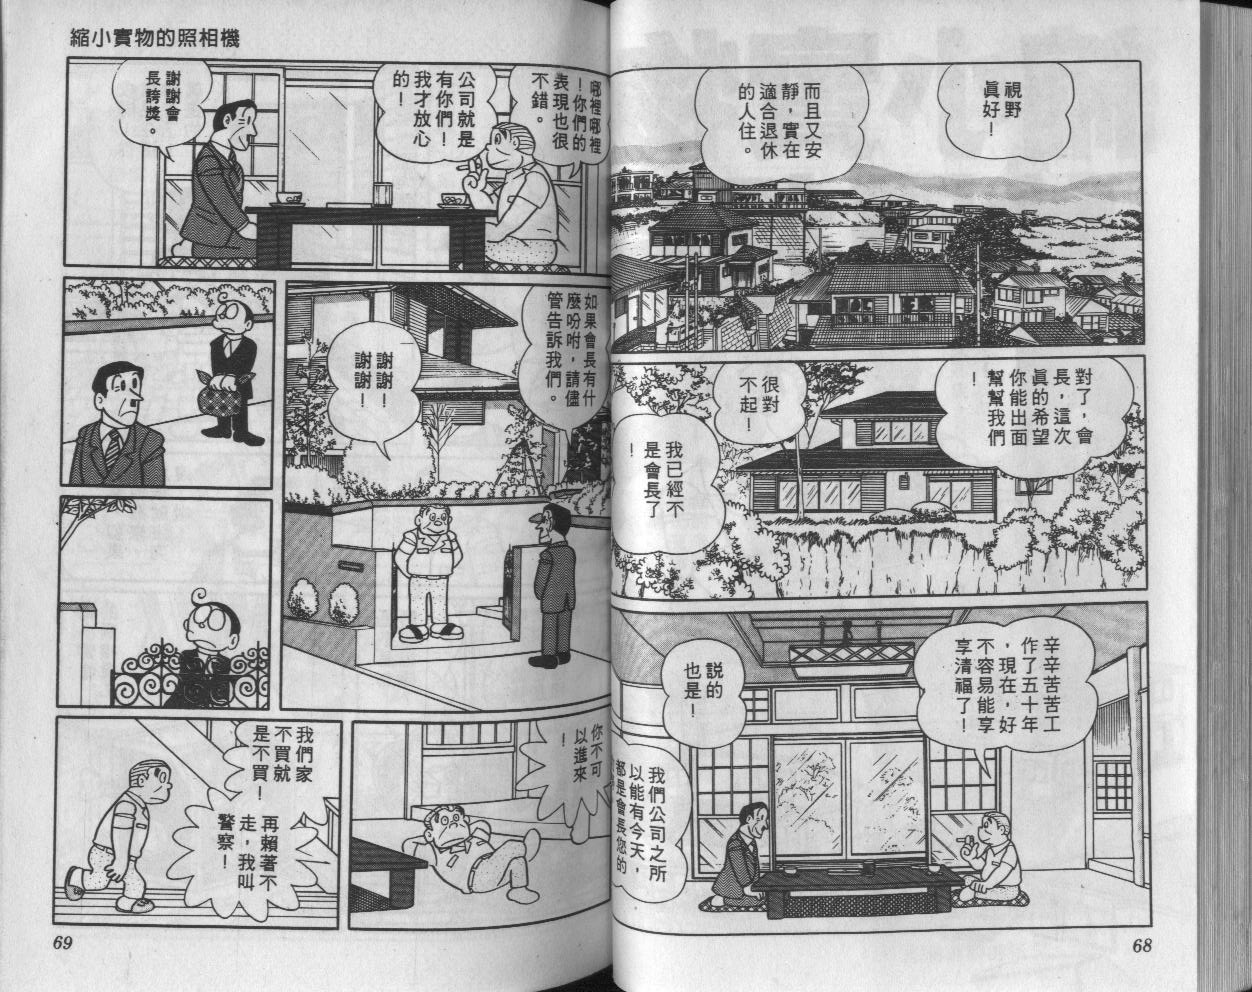 視野
眞好！
而且又安
靜，實在
適合退休
的人住。
對了，會
長，這次
眞的希望
你能出面
幫幫我們
！
很對
不起！
我已經不
是會長了
！
辛辛苦苦工
作了五十年
，現在，好
不容易能享
享清福了！
説的
也是！
我們公司之所
以能有今天，
都是會長您的
68
縮小實物的照相機
哪裡哪裡
！你們的
表現也很
不錯。
公司就是
有你們！
我才放心
的！
謝謝會
長誇獎。
如果會長有什
麼吩咐，請儘
管告訴我們。
謝謝！
謝謝！
你不可
以進來
！
我們家
不買就
是不買！
再賴著不
走，我叫
警察！
69